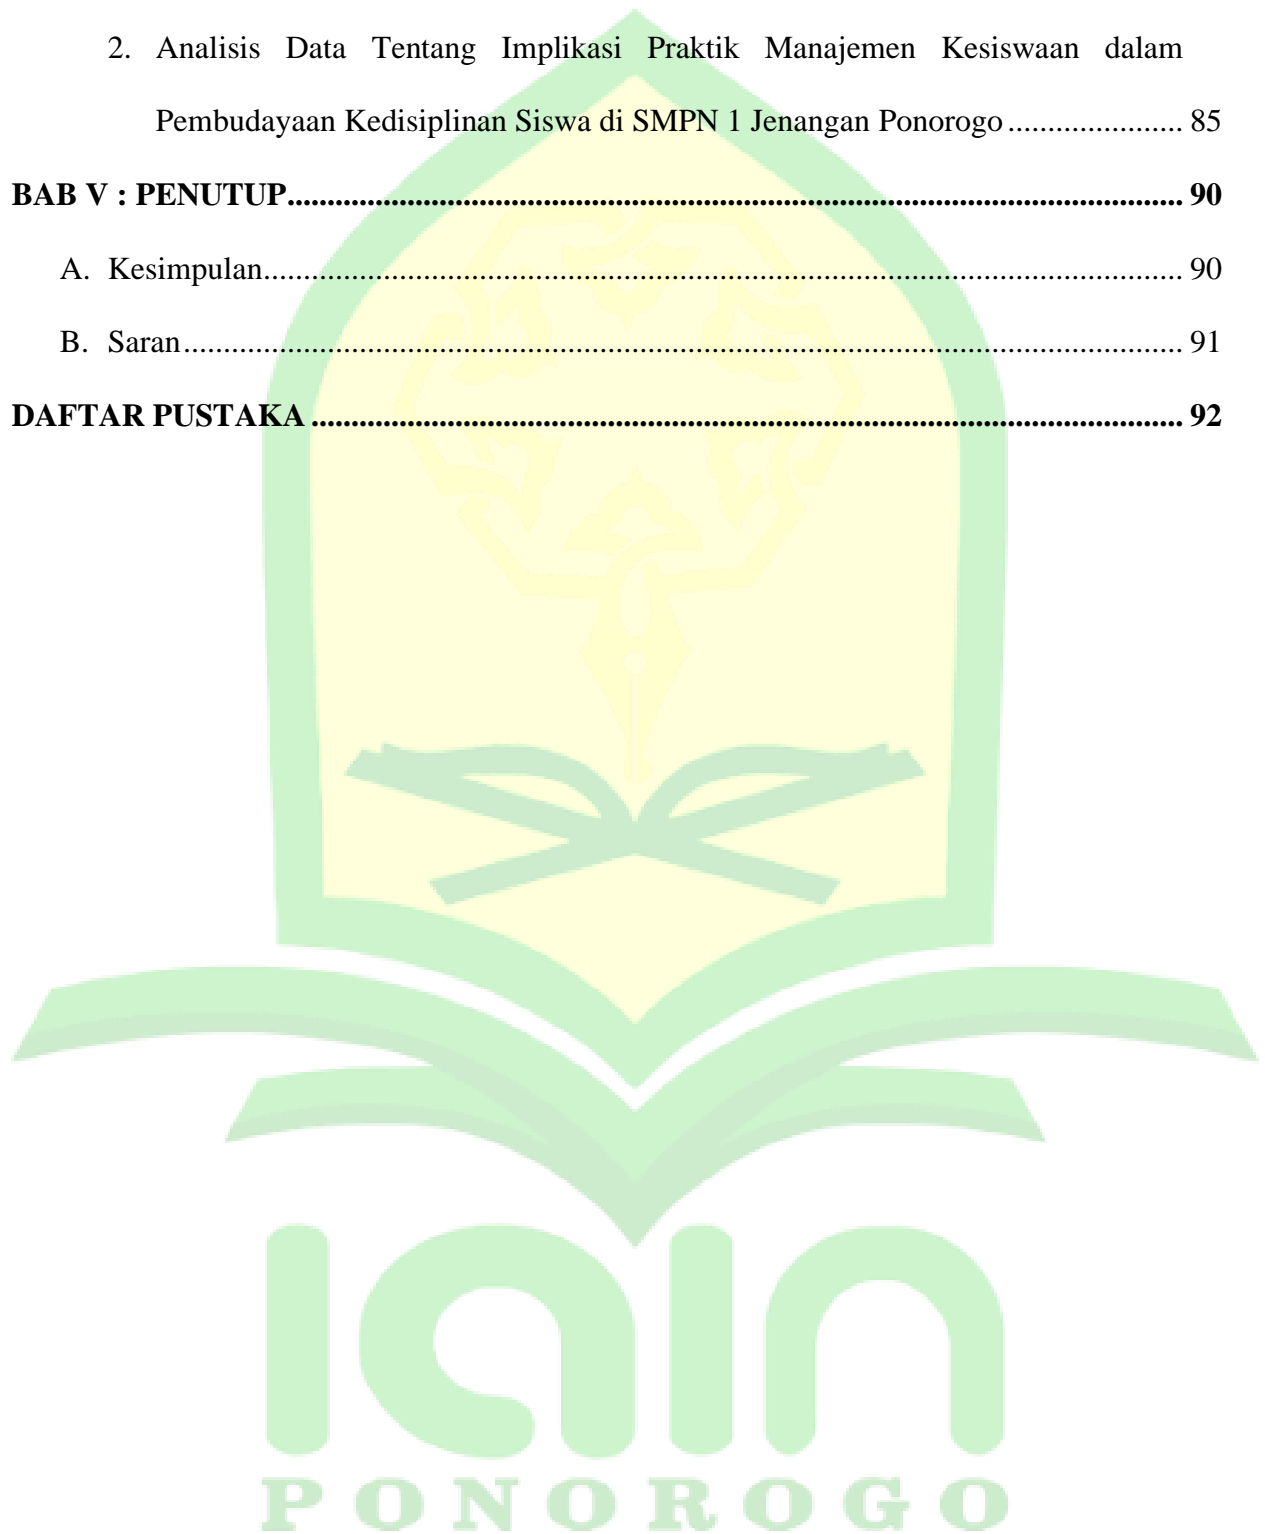 2. Analisis Data Tentang Implikasi Praktik Manajemen Kesiswaan dalam
Pembudayaan Kedisiplinan Siswa di SMPN 1 Jenangan Ponorogo ...................... 85
BAB V : PENUTUP................................................................................................................ 90
A. Kesimpulan................................................................................................................... 90
B. Saran............................................................................................................................. 91
DAFTAR PUSTAKA ............................................................................................................. 92
iain
PONOROGO